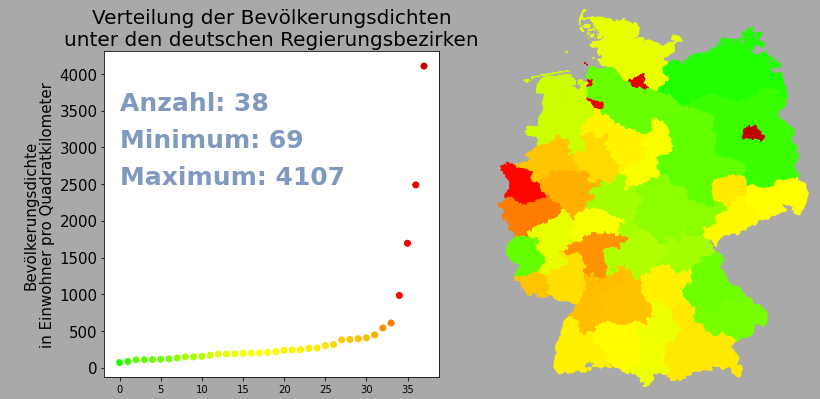 Verteilung der Bevölkerungsdichten
unter den deutschen Regierungsbezirken
Bevölkerungsdichte
in Einwohner pro Quadratkilometer
4000
3500
3000
2500
2000
1500
1000
500
0
Anzahl: 38
Minimum: 69
Maximum: 4107
0 5 10 15 20 25 30 35